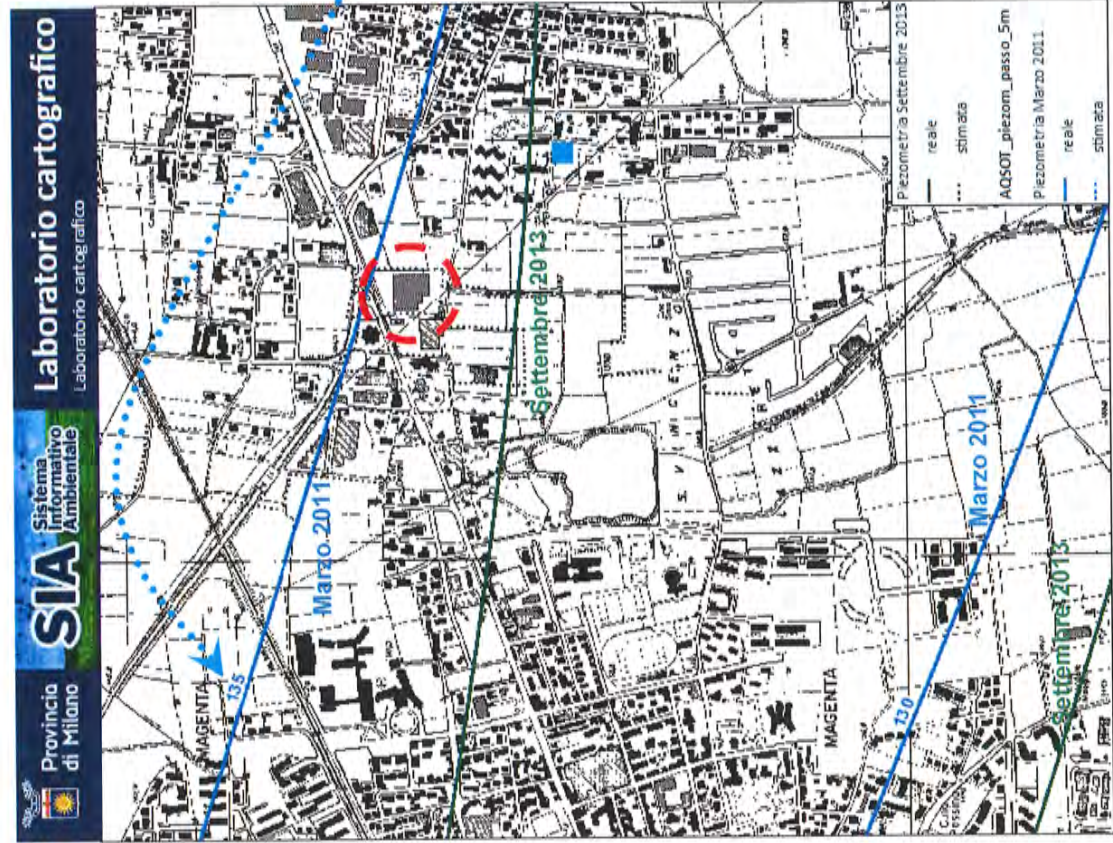 Provincia
di Milano
SIA Sistema
Informativo
Ambientale
Laboratorio cartografico
Laboratorio cartografico
MAGENTA
135
Marzo 2011
Settembre 2013
S. VINCENZO
MAGENTA
130
Marzo 2011
Settembre 2013
Piezometria Settembre 2013
reale
stimata
AQSOT_piezom_passo_5m
Piezometria Marzo 2011
reale
stimata